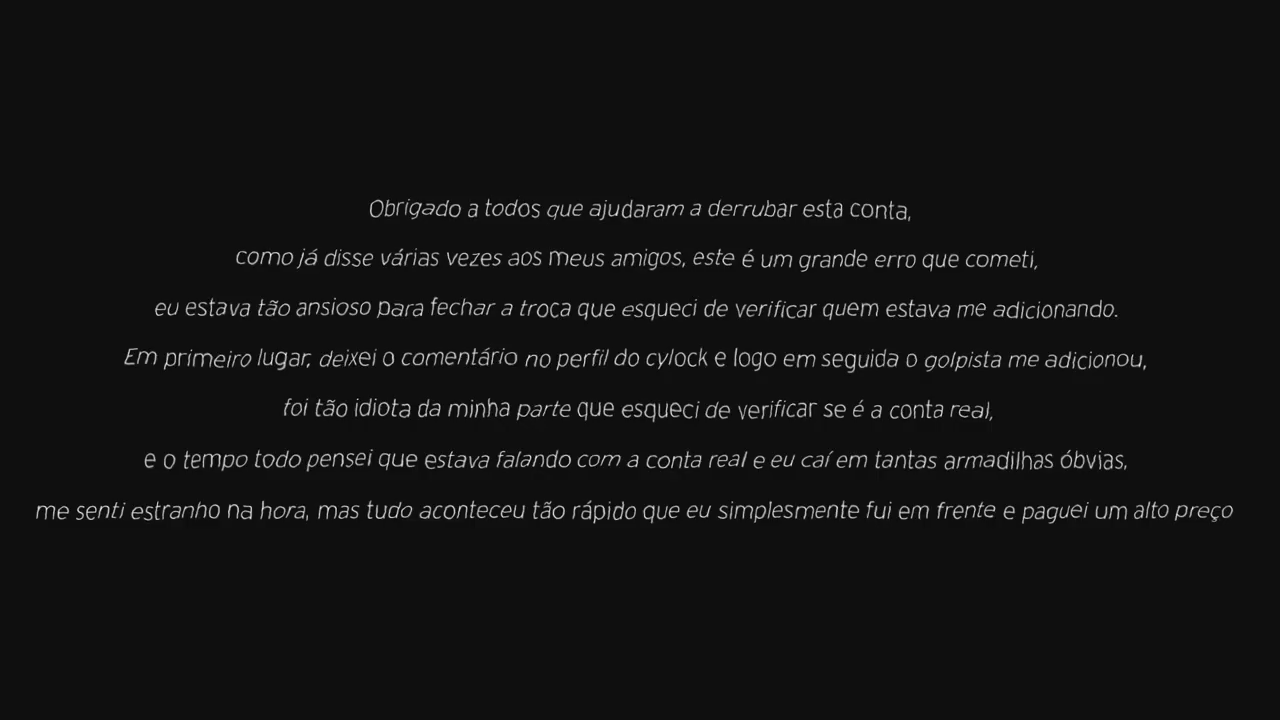 Obrigado a todos que ajudaram a derrubar esta conta,
como já disse várias vezes aos meus amigos, este é um grande erro que cometi,
eu estava tão ansioso para fechar a troca que esqueci de verificar quem estava me adicionando.
Em primeiro lugar, deixei o comentário no perfil do cylock e logo em seguida o golpista me adicionou,
foi tão idiota da minha parte que esqueci de verificar se é a conta real,
e o tempo todo pensei que estava falando com a conta real e eu caí em tantas armadilhas óbvias,
me senti estranho na hora, mas tudo aconteceu tão rápido que eu simplesmente fui em frente e paguei um alto preço